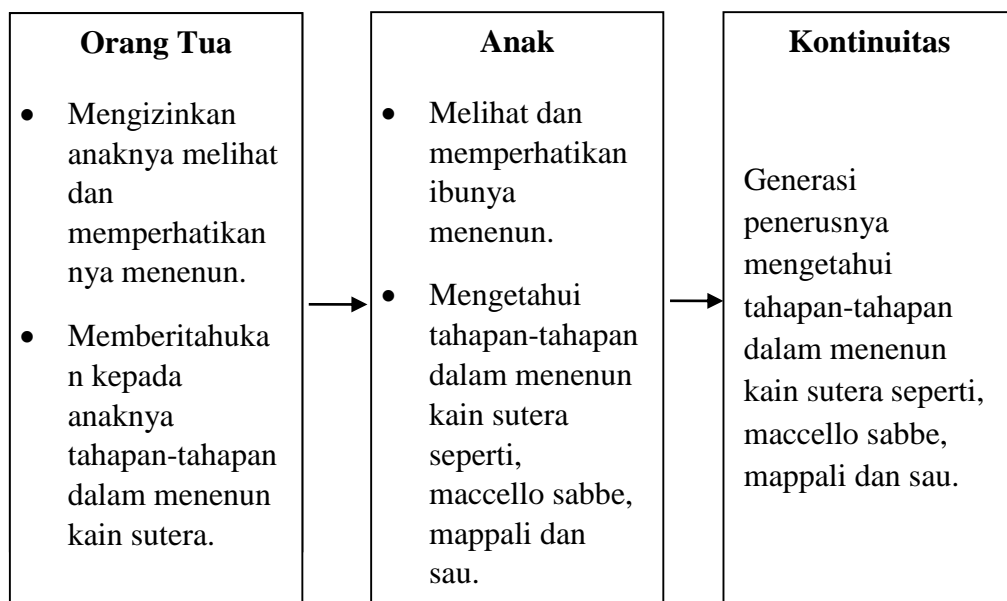 Orang Tua
• Mengizinkan
anaknya melihat
dan
memperhatikan
nya menenun.
• Memberitahuka
n kepada
anaknya
tahapan-tahapan
dalam menenun
kain sutera.
Anak
• Melihat dan
memperhatikan
ibunya
menenun.
• Mengetahui
tahapan-tahapan
dalam menenun
kain sutera
seperti,
maccello sabbe,
mappali dan
sau.
Kontinuitas
Generasi
penerusnya
mengetahui
tahapan-tahapan
dalam menenun
kain sutera seperti,
maccello sabbe,
mappali dan sau.